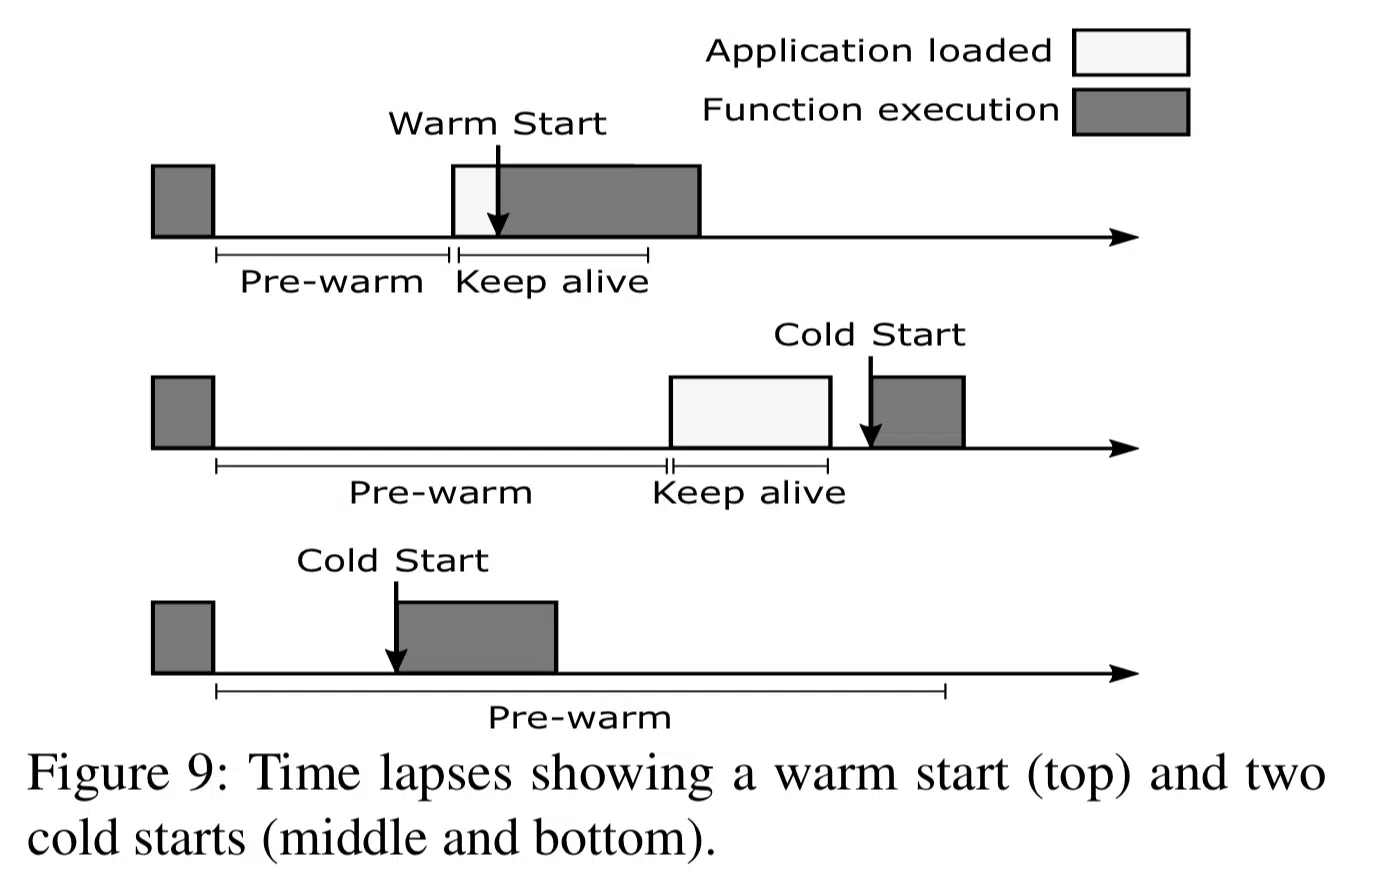 Application loaded
Function execution
Warm Start
Pre-warm Keep alive
Cold Start
Pre-warm Keep alive
Cold Start
Pre-warm
Figure 9: Time lapses showing a warm start (top) and two
cold starts (middle and bottom).